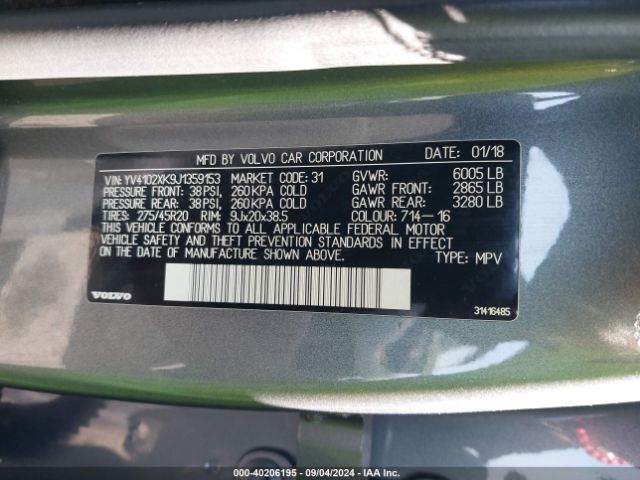 MFD BY VOLVO CAR CORPORATION DATE: 01/18
VIN: YV4102XK9J1359153 MARKET CODE: 31 GVWR: 6005 LB
PRESSURE FRONT: 38 PSI, 260 KPA COLD GAWR FRONT: 2865 LB
PRESSURE REAR: 38 PSI, 260 KPA COLD GAWR REAR: 3280 LB
TIRES: 275/45R20 RIM: 9Jx20x38.5 COLOUR: 714-16
THIS VEHICLE CONFORMS TO ALL APPLICABLE FEDERAL MOTOR
VEHICLE SAFETY AND THEFT PREVENTION STANDARDS IN EFFECT
ON THE DATE OF MANUFACTURE SHOWN ABOVE. TYPE: MPV
VOLVO 31416485
000-40206195 - 09/04/2024 - IAA Inc.